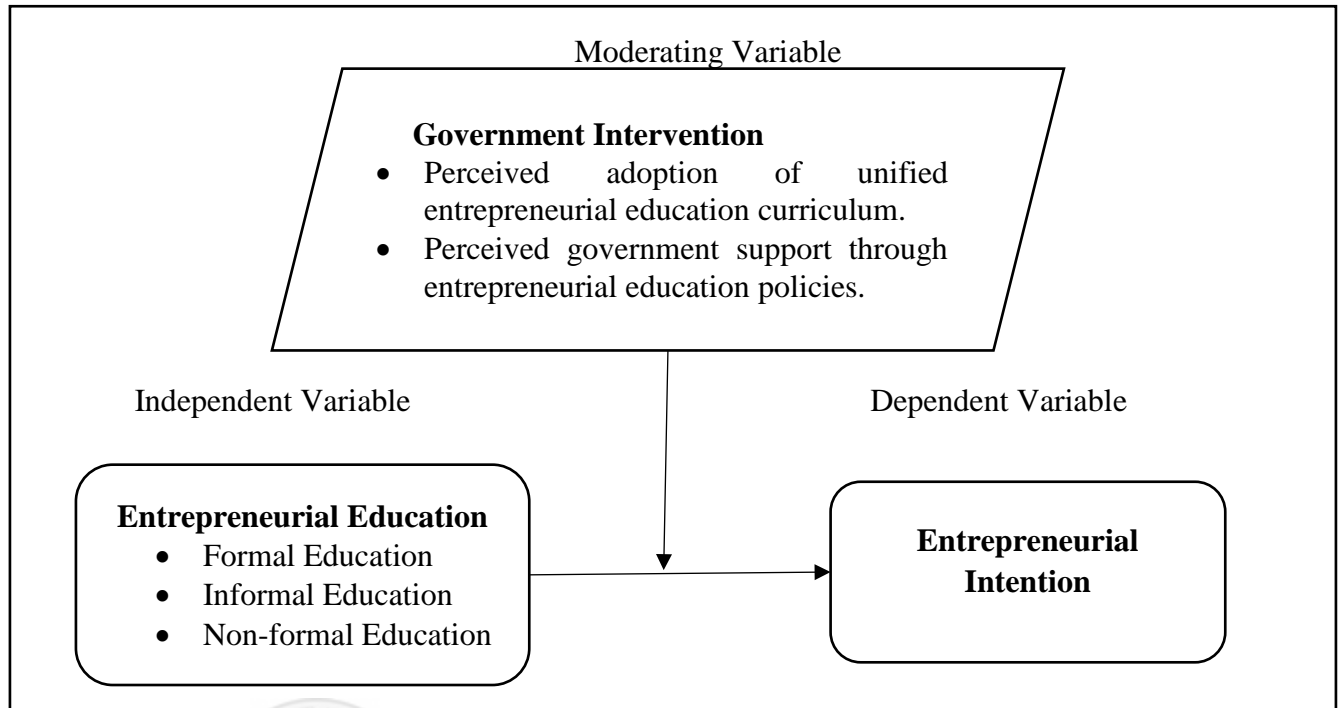 Moderating Variable
Government Intervention
• Perceived adoption of unified
entrepreneurial education curriculum.
• Perceived government support through
entrepreneurial education policies.
Independent Variable
Dependent Variable
Entrepreneurial Education
• Formal Education
• Informal Education
• Non-formal Education
Entrepreneurial
Intention